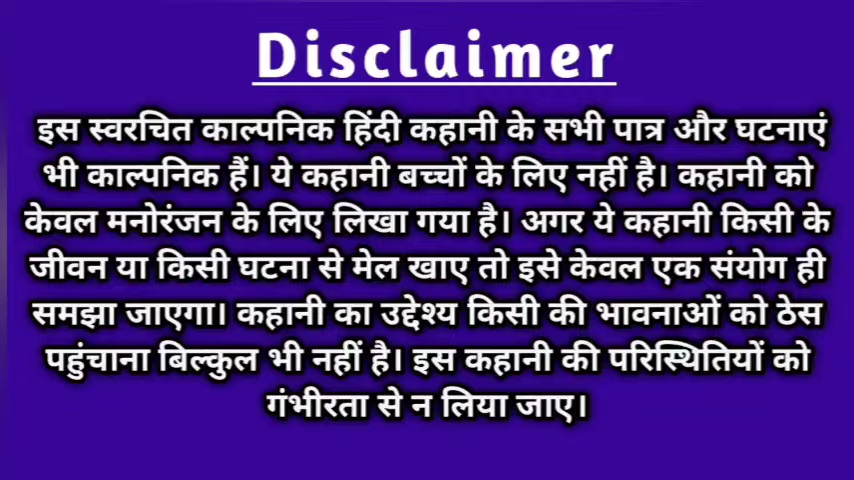 Disclaimer
इस स्वरचित काल्पनिक हिंदी कहानी के सभी पात्र और घटनाएं
भी काल्पनिक हैं। ये कहानी बच्चों के लिए नहीं है। कहानी को
केवल मनोरंजन के लिए लिखा गया है। अगर ये कहानी किसी के
जीवन या किसी घटना से मेल खाए तो इसे केवल एक संयोग ही
समझा जाएगा। कहानी का उद्देश्य किसी की भावनाओं को ठेस
पहुंचाना बिल्कुल भी नहीं है। इस कहानी की परिस्थितियों को
गंभीरता से न लिया जाए।